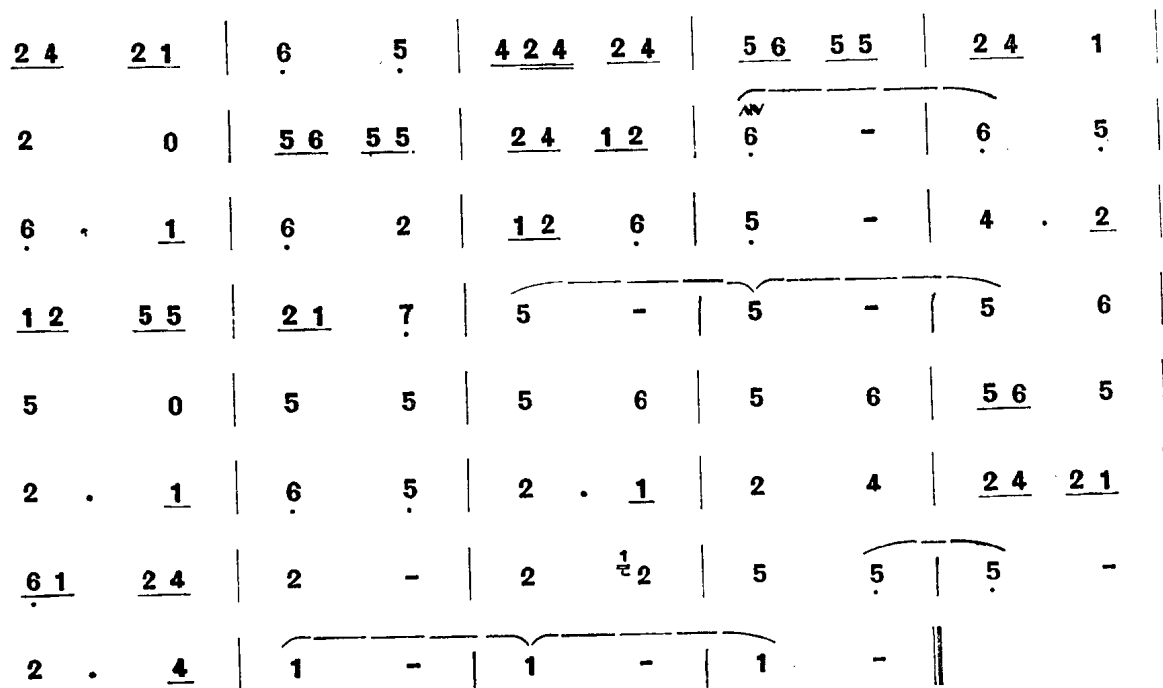 2 4 2 1 | 6̣ 5̣ | 4 2 4 2 4 | 5 6 5 5 | 2 4 1 |
2 0 | 5 6 5 5 | 2 4 1 2 | 6̣ - | 6̣ 5̣
6̣ . 1 | 6̣ 2 | 1 2 6̣ | 5̣ - | 4 . 2 |
1 2 5 5 | 2 1 7̣ | 5 - | 5 - | 5 6 |
5 0 | 5 5 | 5 6 | 5 6 | 5 6 5 |
2 . 1 | 6̣ 5̣ | 2 . 1 | 2 4 | 2 4 2 1
6̣ 1 2 4 | 2 - | 2 1 2 | 5 5̣ | 5̣ -
2 . 4 | 1 - | 1 - | 1 - ‖